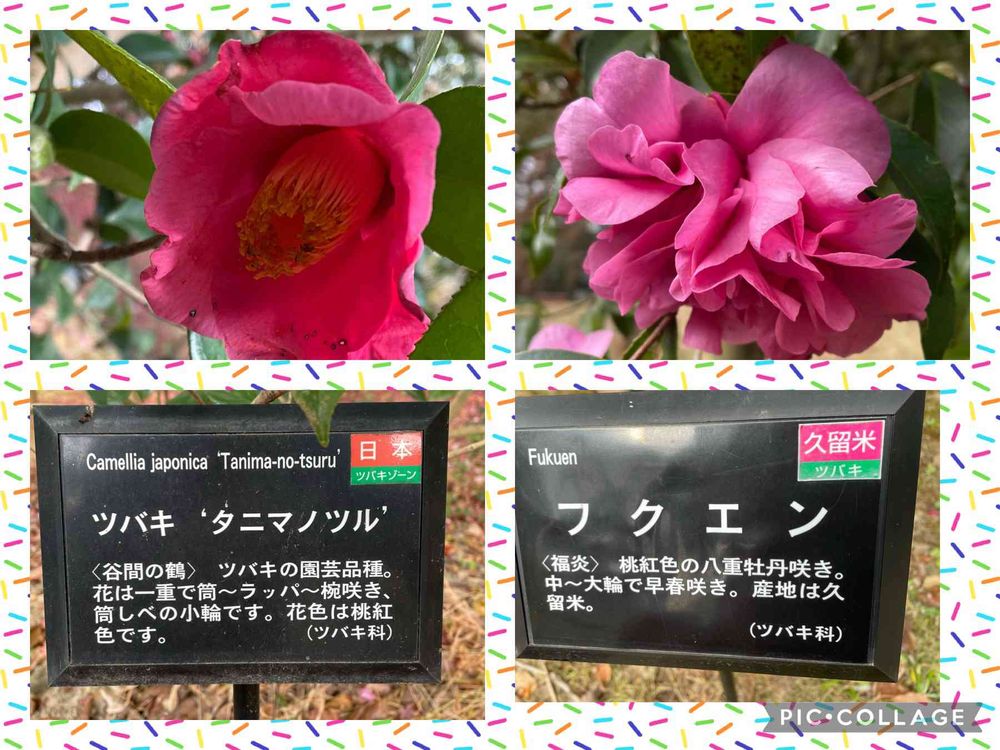 Camellia japonica ‘Tanima-no-tsuru’
日本
ツバキゾーン
ツバキ ‘タニマノツル’
〈谷間の鶴〉 ツバキの園芸品種。
花は一重で筒～ラッパ～椀咲き、
筒しべの小輪です。花色は桃紅
色です。 （ツバキ科）
Fukuen
久留米
ツバキ
フクエン
〈福炎〉 桃紅色の八重牡丹咲き。
中～大輪で早春咲き。産地は久
留米。
（ツバキ科）
PIC•COLLAGE